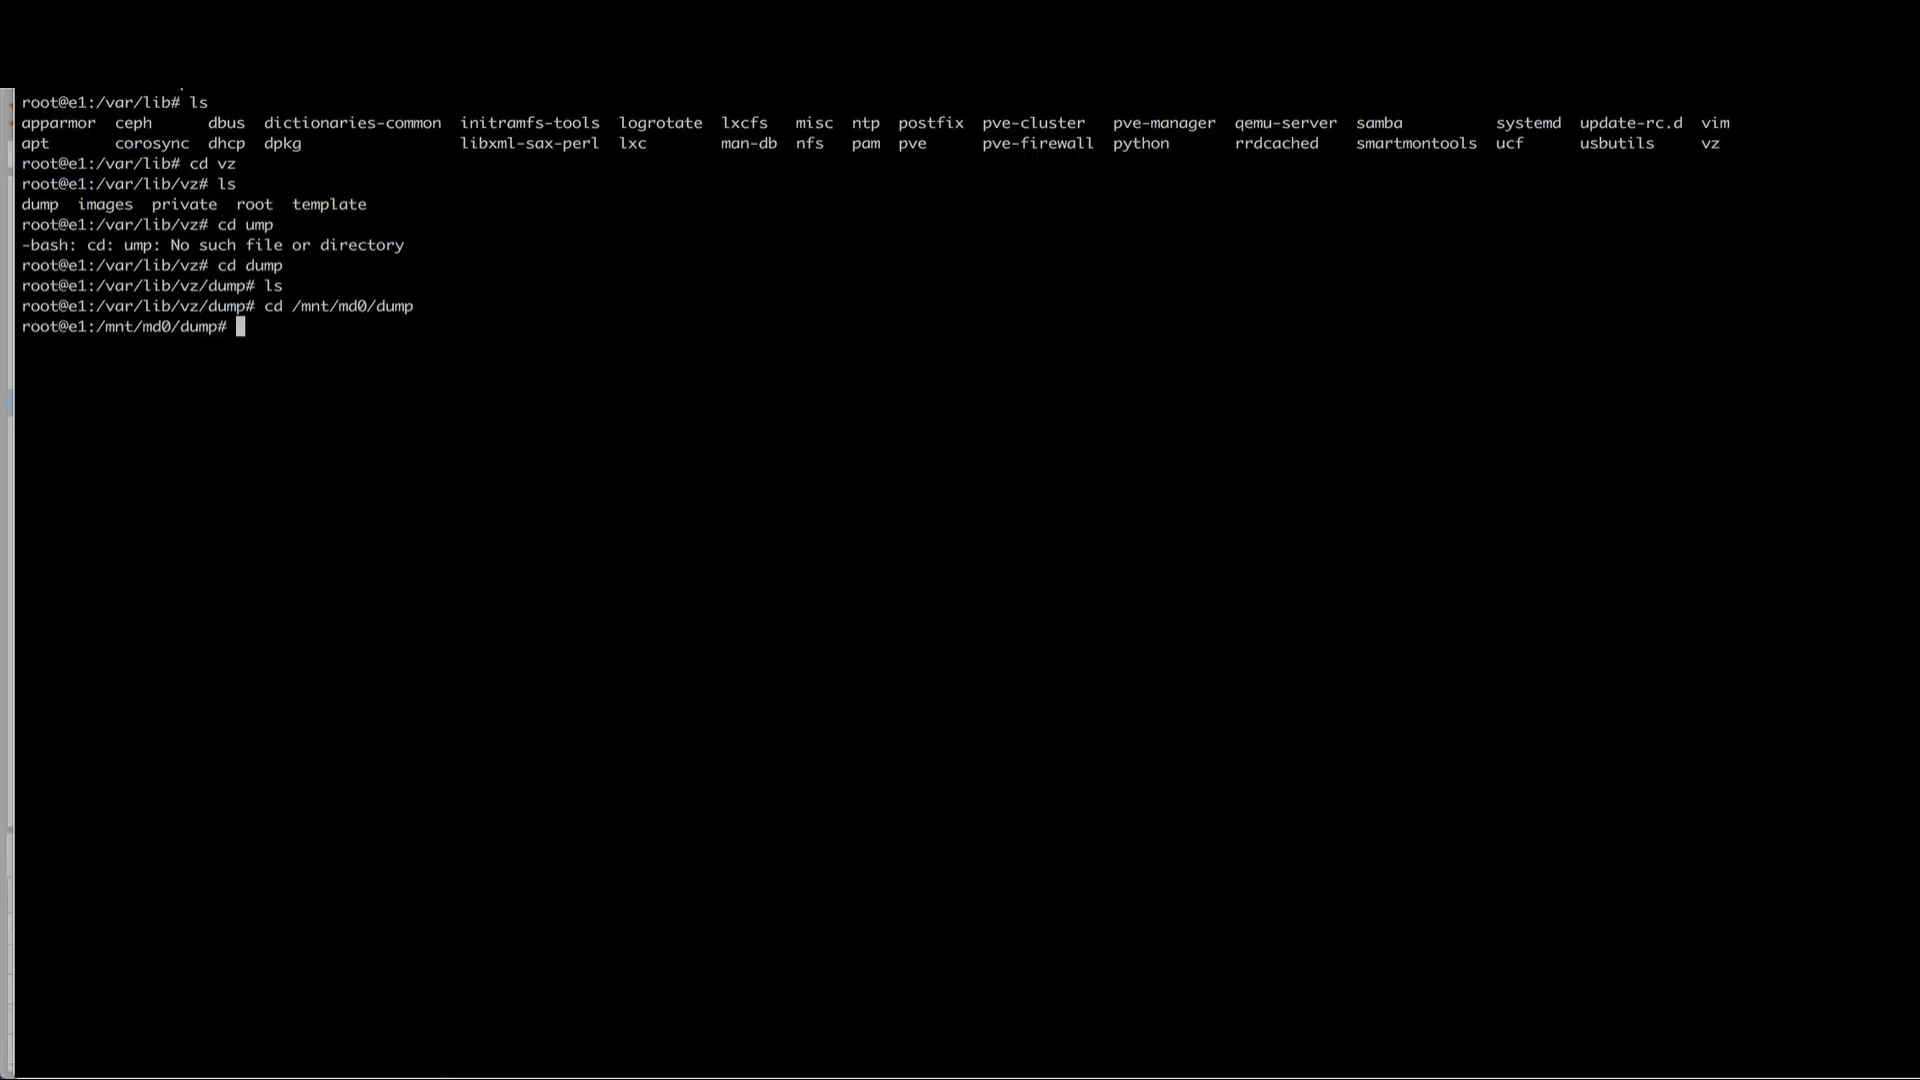 root@e1:/var/lib# ls
apparmor  ceph      dbus  dictionaries-common  initramfs-tools  logrotate  lxcfs   misc  ntp  postfix  pve-cluster   pve-manager  qemu-server  samba          systemd  update-rc.d  vim
apt       corosync  dhcp  dpkg                 libxml-sax-perl  lxc        man-db  nfs   pam  pve      pve-firewall  python       rrdcached    smartmontools  ucf      usbutils     vz
root@e1:/var/lib# cd vz
root@e1:/var/lib/vz# ls
dump  images  private  root  template
root@e1:/var/lib/vz# cd ump
-bash: cd: ump: No such file or directory
root@e1:/var/lib/vz# cd dump
root@e1:/var/lib/vz/dump# ls
root@e1:/var/lib/vz/dump# cd /mnt/md0/dump
root@e1:/mnt/md0/dump#